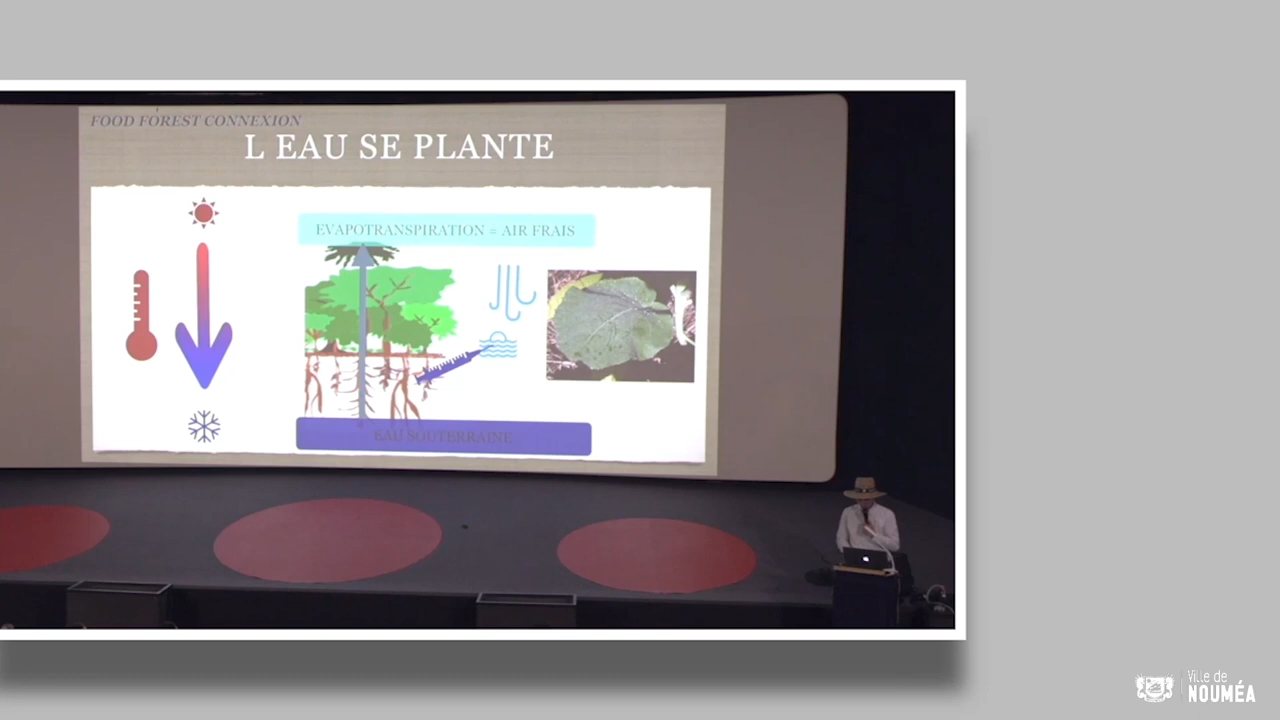 FOOD FOREST CONNEXION
L EAU SE PLANTE
EVAPOTRANSPIRATION = AIR FRAIS
EAU SOUTERRAINE
Ville de
NOUMÉA